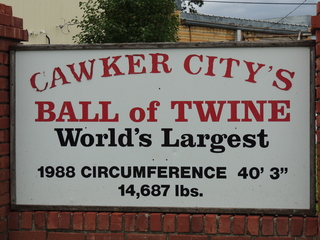 CAWKER CITY'S
BALL of TWINE
World's Largest
1988 CIRCUMFERENCE 40' 3"
14,687 lbs.